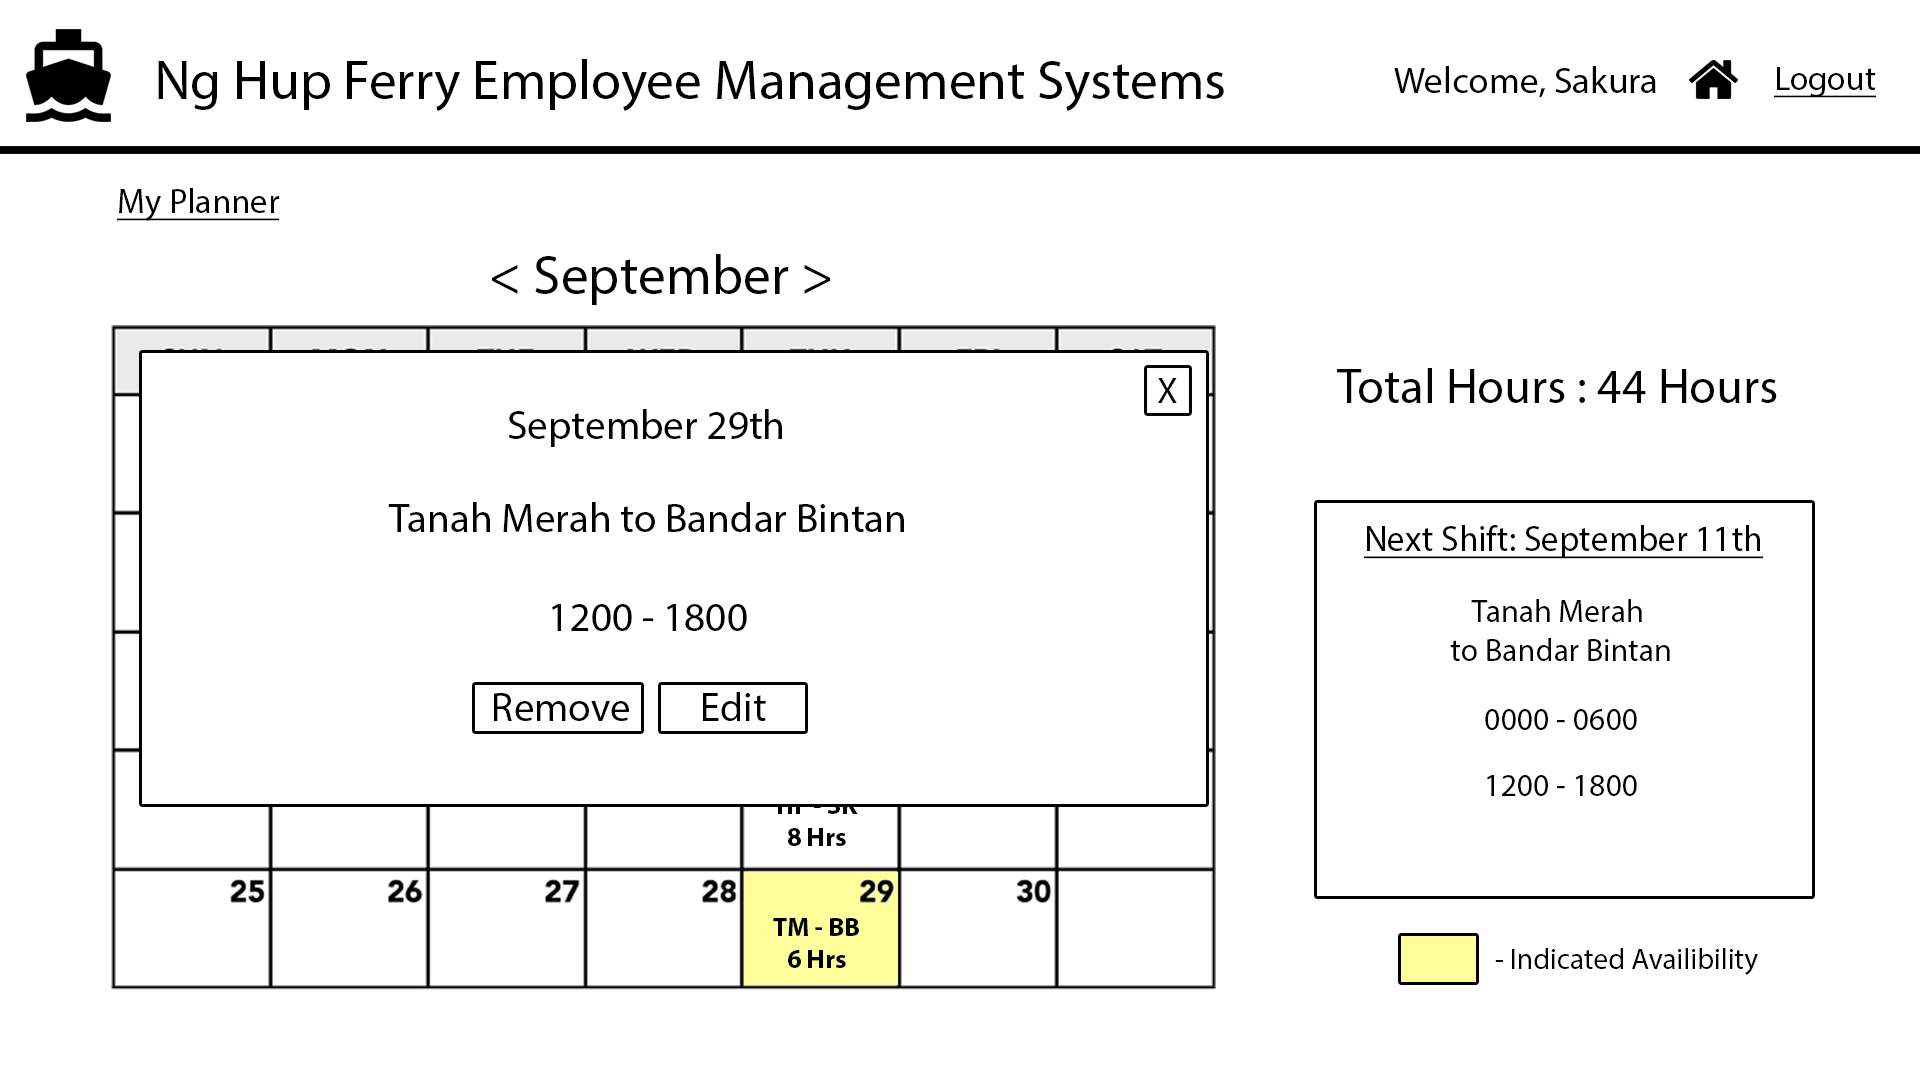 Ng Hup Ferry Employee Management Systems
Welcome, Sakura
Logout
My Planner
< September >
X
September 29th
Tanah Merah to Bandar Bintan
1200 - 1800
Remove
Edit
8 Hrs
25
26
27
28
29
30
TM - BB
6 Hrs
Total Hours : 44 Hours
Next Shift: September 11th
Tanah Merah
to Bandar Bintan
0000 - 0600
1200 - 1800
- Indicated Availibility